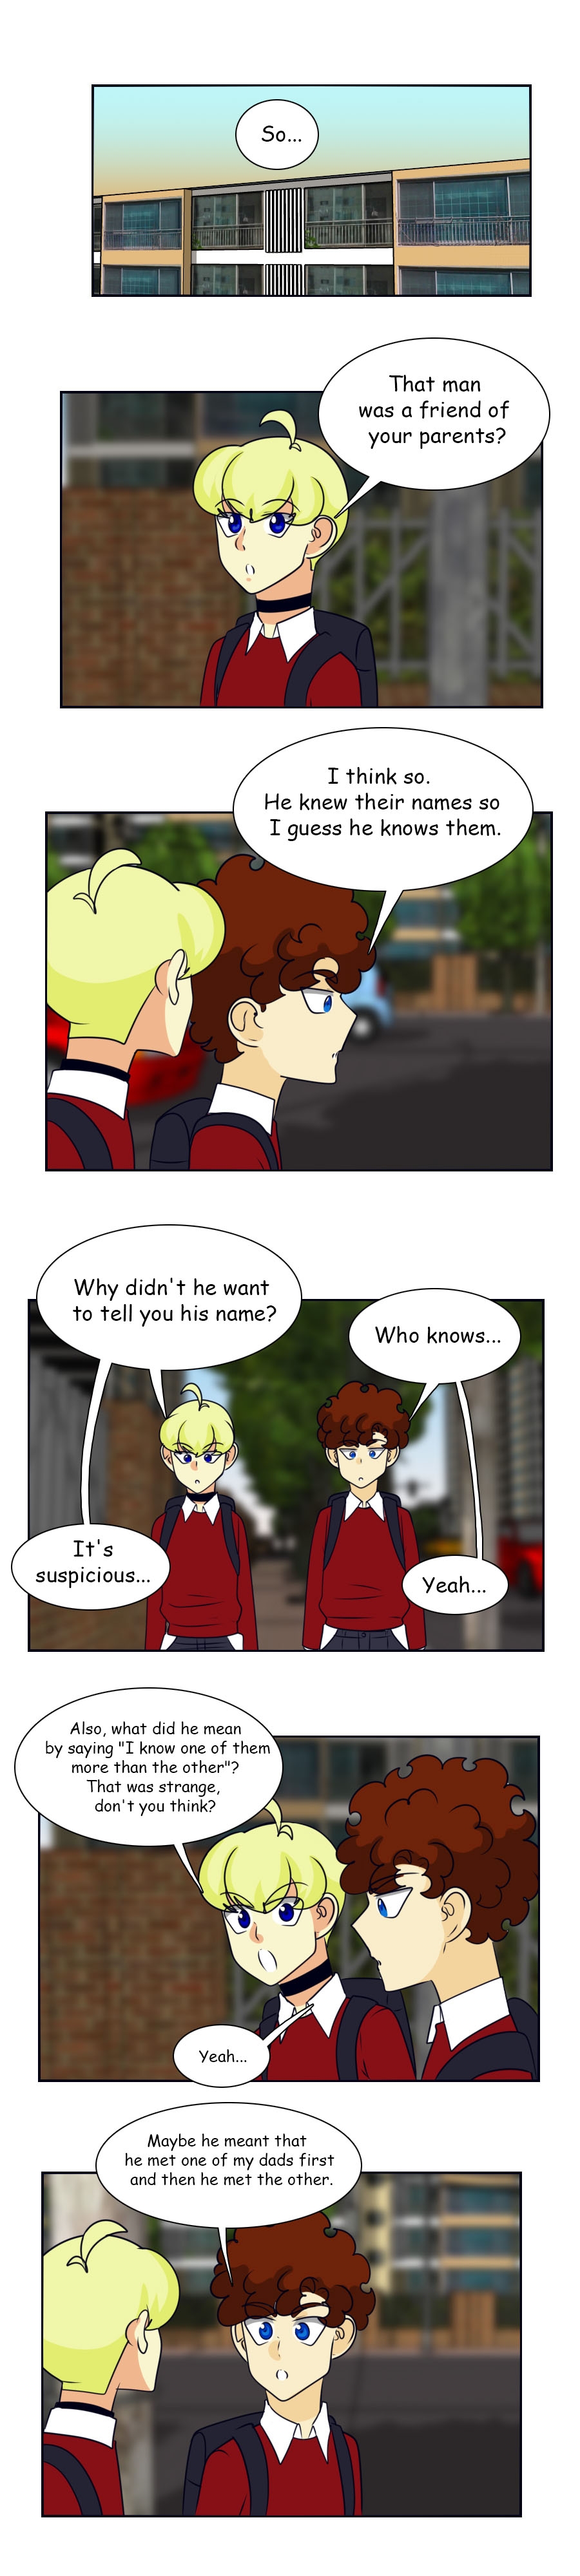 So...
That man
was a friend of
your parents?
I think so.
He knew their names so
I guess he knows them.
Why didn't he want
to tell you his name?
Who knows...
It's
suspicious...
Yeah...
Also, what did he mean
by saying "I know one of them
more than the other"?
That was strange,
don't you think?
Yeah...
Maybe he meant that
he met one of my dads first
and then he met the other.